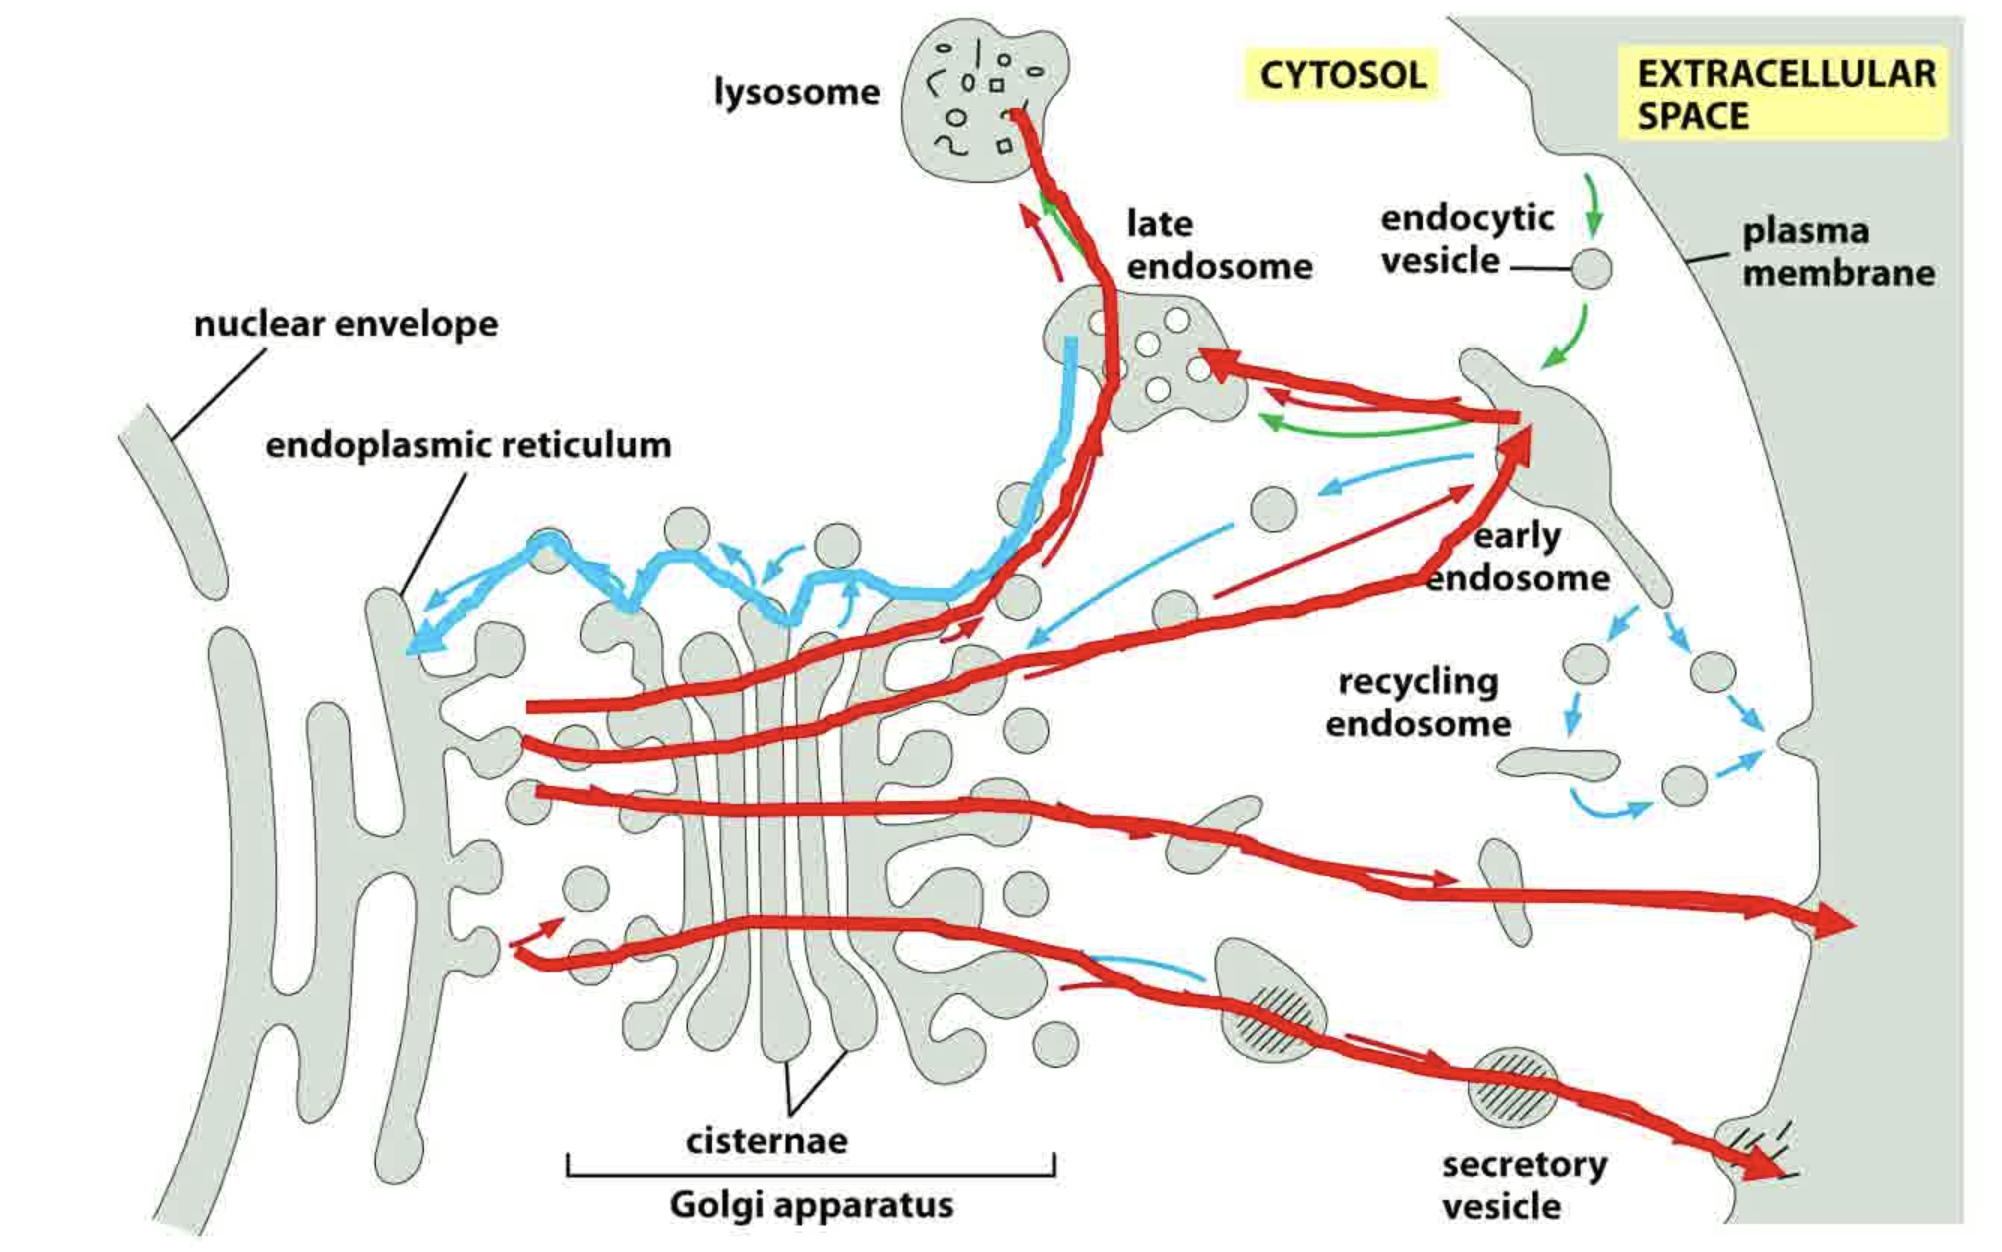 lysosome
CYTOSOL
EXTRACELLULAR
SPACE
late
endosome
endocytic
vesicle
plasma
membrane
nuclear envelope
endoplasmic reticulum
early
endosome
recycling
endosome
cisternae
Golgi apparatus
secretory
vesicle